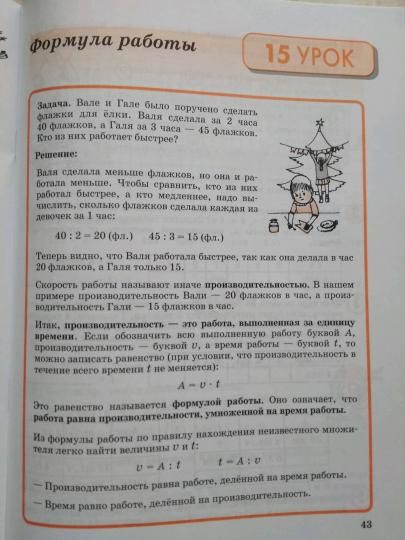 Формула работы
15 УРОК
Задача. Вале и Гале было поручено сделать
флажки для ёлки. Валя сделала за 2 часа
40 флажков, а Галя за 3 часа — 45 флажков.
Кто из них работает быстрее?
Решение:
Валя сделала меньше флажков, но она и ра-
ботала меньше. Чтобы сравнить, кто из них
работал быстрее, а кто медленнее, надо вы-
числить, сколько флажков сделала каждая из
девочек за 1 час:
40 : 2 = 20 (фл.) 45 : 3 = 15 (фл.)
Теперь видно, что Валя работала быстрее, так как она делала в час
20 флажков, а Галя только 15.
Скорость работы называют иначе производительностью. В нашем
примере производительность Вали — 20 флажков в час, а произ-
водительность Гали — 15 флажков в час.
Итак, производительность — это работа, выполненная за единицу
времени. Если обозначить всю выполненную работу буквой A,
производительность — буквой v, а время работы — буквой t, то
можно записать равенство (при условии, что производительность в
течение всего времени t не меняется):
A = v · t
Это равенство называется формулой работы. Оно означает, что
работа равна производительности, умноженной на время работы.
Из формулы работы по правилу нахождения неизвестного множи-
теля легко найти величины v и t:
v = A : t t = A : v
— Производительность равна работе, делённой на время работы.
— Время равно работе, делённой на производительность.
43